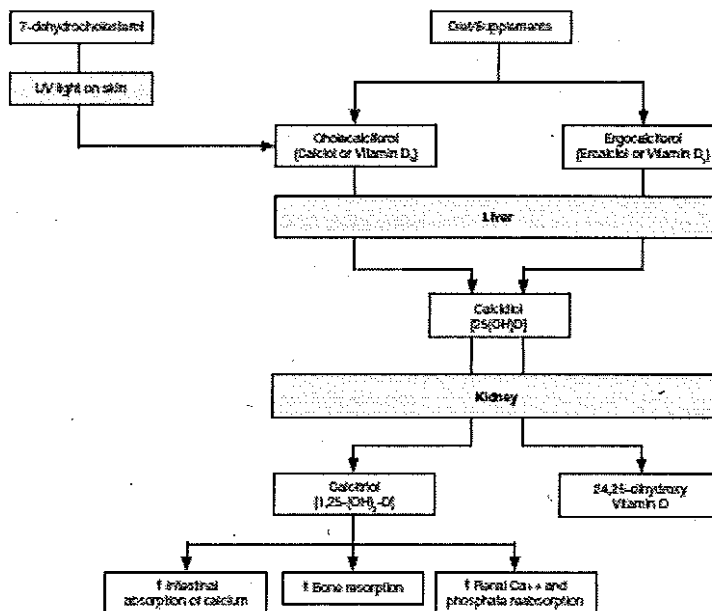 7-dehydrocholesterol
Diet/Supplements
UV light on skin
Cholecalciferol
(Calciol or Vitamin D₃)
Ergocalciferol
(Ercalciol or Vitamin D₂)
Liver
Calcidiol
[25(OH)D]
Kidney
Calcitriol
[1,25-(OH)₂-D]
24,25-dihydroxy
Vitamin D
↑ Intestinal
absorption of calcium
↑ Bone resorption
↑ Renal Ca++ and
phosphate reabsorption